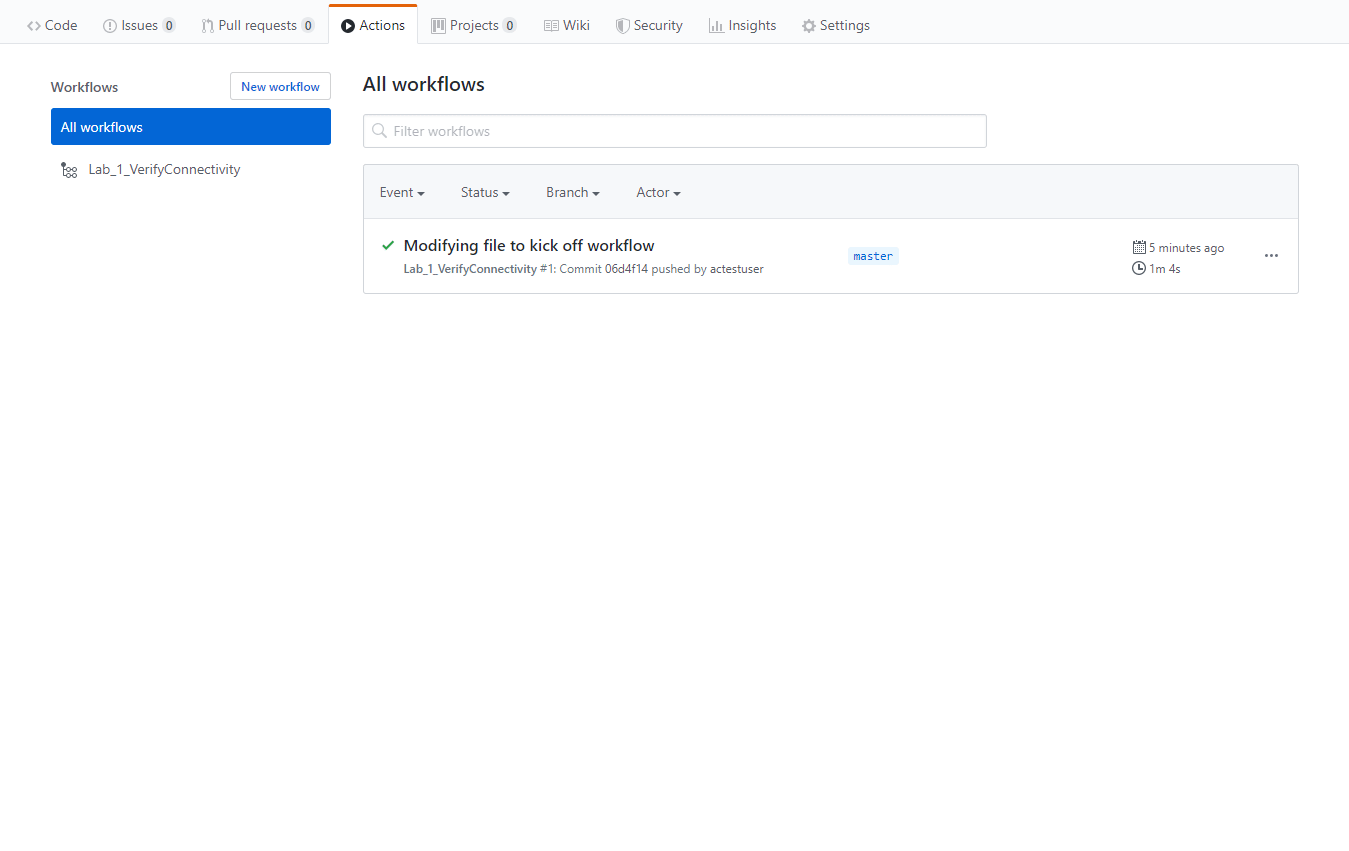 Code Issues 0 Pull requests 0 Actions Projects 0 Wiki Security Insights Settings
Workflows New workflow
All workflows
Lab_1_VerifyConnectivity
All workflows
Filter workflows
Event Status Branch Actor
Modifying file to kick off workflow
Lab_1_VerifyConnectivity #1: Commit 06d4f14 pushed by actestuser
master
5 minutes ago
1m 4s